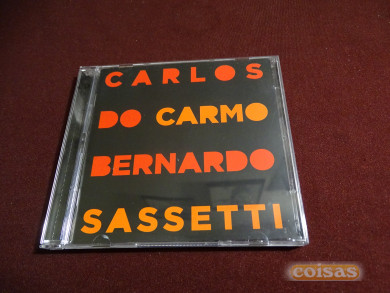 CARLOS
DO CARMO
BERNARDO
SASSETTI
coisas